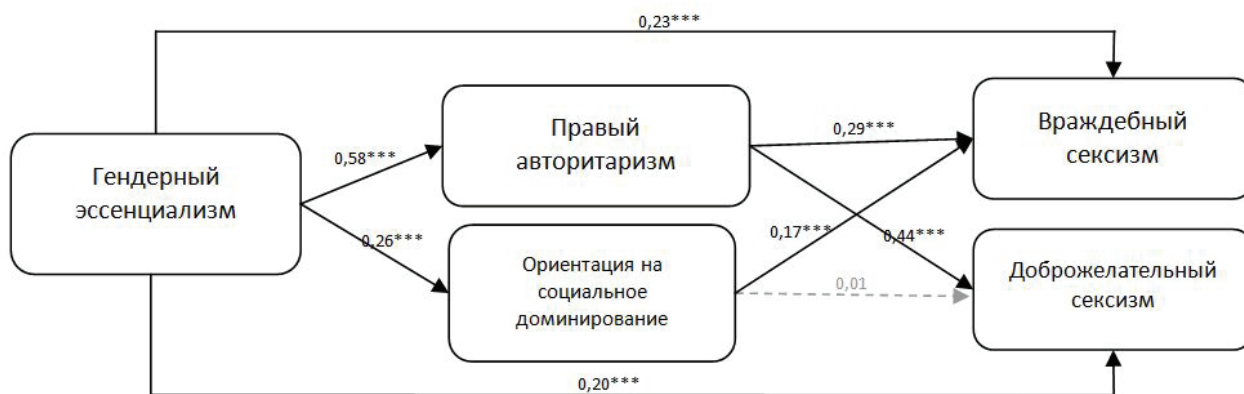 0,23***
Гендерный
эссенциализм
0,58***
0,26***
Правый
авторитаризм
Ориентация на
социальное
доминирование
0,29***
0,17***
0,44***
0,01
Враждебный
сексизм
Доброжелательный
сексизм
0,20***